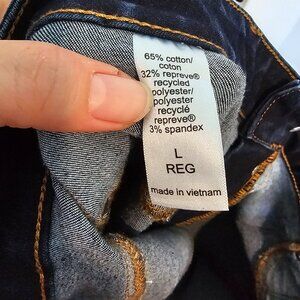 65% cotton/
coton
32% repreve®
recycled
polyester/
polyester
recyclé
repreve®
3% spandex
L
REG
made in vietnam